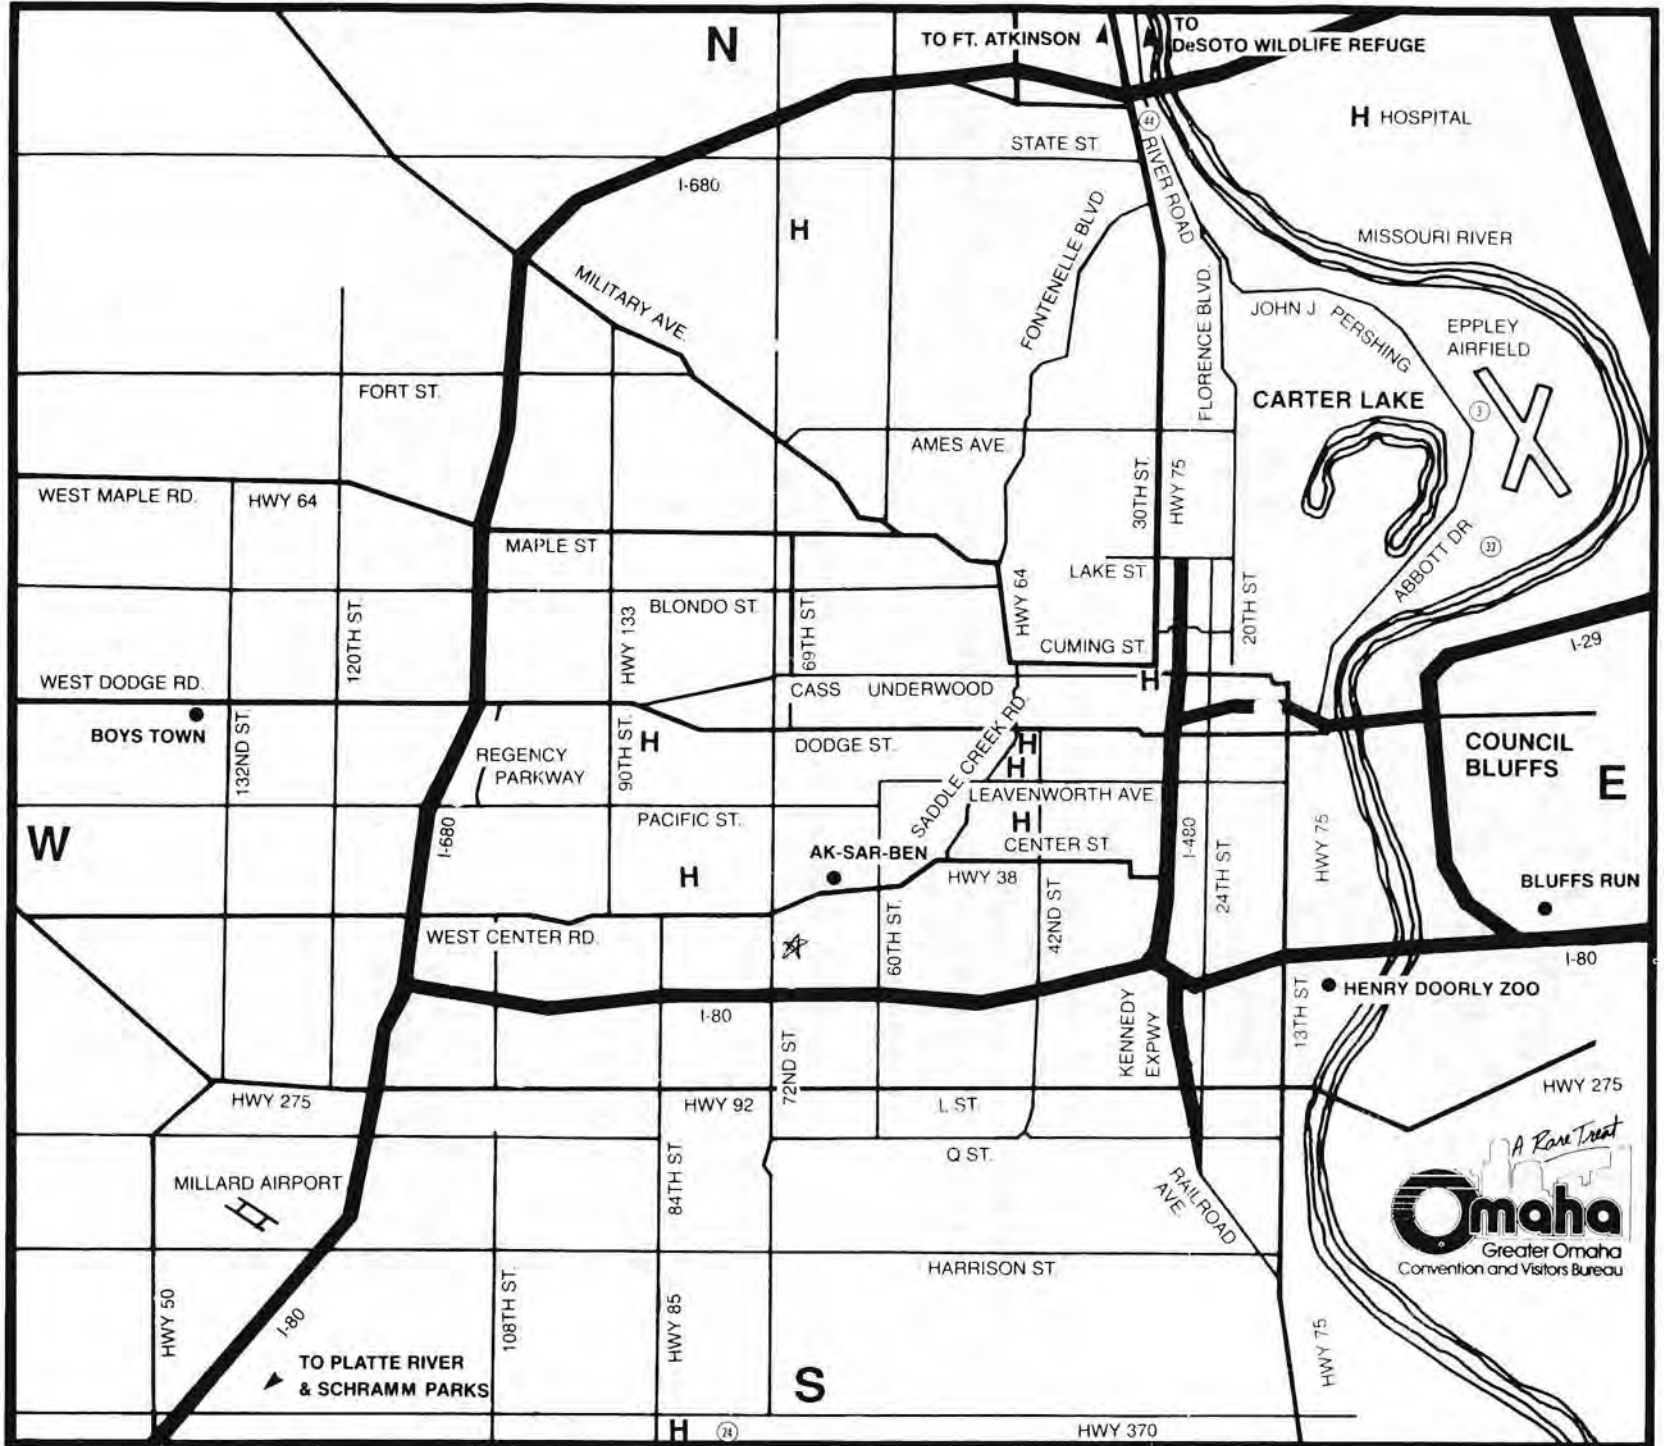 N
TO FT. ATKINSON
TO
DeSOTO WILDLIFE REFUGE
H HOSPITAL
44
STATE ST.
RIVER ROAD
I-680
H
FONTENELLE BLVD
MISSOURI RIVER
MILITARY AVE.
FLORENCE BLVD.
JOHN J PERSHING
EPPLEY
AIRFIELD
FORT ST.
CARTER LAKE
3
AMES AVE.
WEST MAPLE RD.
HWY 64
30TH ST.
HWY 75
MAPLE ST.
33
ABBOTT DR
LAKE ST.
HWY 64
BLONDO ST.
120TH ST.
HWY 133
69TH ST.
20TH ST
CUMING ST.
I-29
WEST DODGE RD.
CASS
UNDERWOOD
H
BOYS TOWN
132ND ST.
90TH ST.
H
DODGE ST.
SADDLE CREEK RD.
H
H
REGENCY
PARKWAY
COUNCIL
BLUFFS
E
LEAVENWORTH AVE.
W
I-680
PACIFIC ST.
H
CENTER ST.
I-480
24TH ST.
HWY 75
AK-SAR-BEN
H
HWY 38
BLUFFS RUN
WEST CENTER RD.
60TH ST.
42ND ST.
I-80
HENRY DOORLY ZOO
I-80
72ND ST.
KENNEDY
EXPWY
13TH ST
HWY 275
HWY 92
L ST.
HWY 275
Q ST.
A Rare Treat
MILLARD AIRPORT
84TH ST.
RAILROAD
AVE.
Omaha
Greater Omaha
Convention and Visitors Bureau
HARRISON ST.
HWY 50
I-80
108TH ST.
HWY 85
HWY 75
TO PLATTE RIVER
& SCHRAMM PARKS
S
H
24
HWY 370